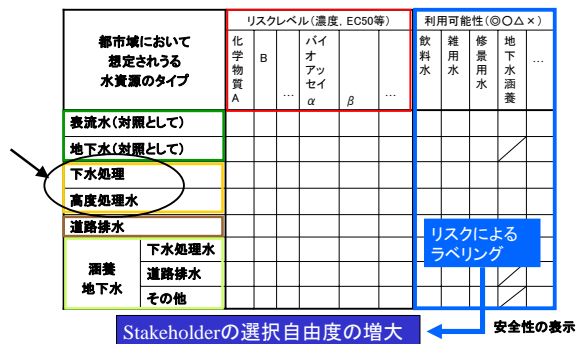 都市域において
想定されうる
水資源のタイプ
リスクレベル（濃度，EC50等）
利用可能性（◎○△×）
化学物質A
B
…
バイオアッセイα
β
…
飲料水
雑用水
修景用水
地下水涵養
…
表流水（対照として）
地下水（対照として）
下水処理
高度処理水
道路排水
涵養
地下水
下水処理水
道路排水
その他
リスクによる
ラベリング
Stakeholderの選択自由度の増大
安全性の表示